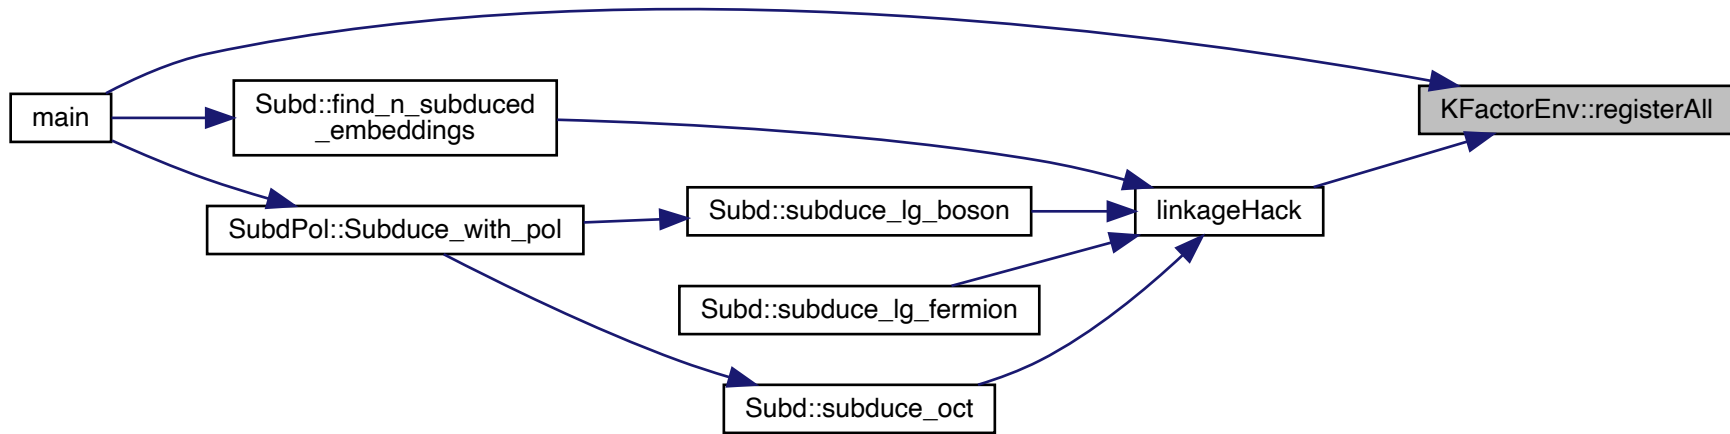 main
Subd::find_n_subduced
_embeddings
KFactorEnv::registerAll
SubdPol::Subduce_with_pol
Subd::subduce_lg_boson
linkageHack
Subd::subduce_lg_fermion
Subd::subduce_oct